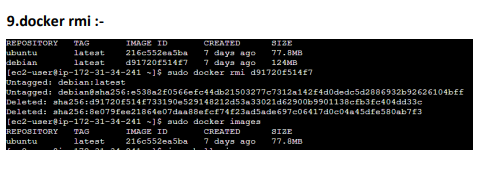 9.docker rmi :-
REPOSITORY TAG IMAGE ID CREATED SIZE
ubuntu latest 216c552ea5ba 7 days ago 77.8MB
debian latest d91720f514f7 7 days ago 124MB
[ec2-user@ip-172-31-34-241 ~]$ sudo docker rmi d91720f514f7
Untagged: debian:latest
Untagged: debian@sha256:e538a2f0566efc44db21503277c7312a142f4d0dedc5d2886932b92626104bff
Deleted: sha256:d91720f514f733190e529148212d53a33021d62900b9901138cfb3fc404dd33c
Deleted: sha256:8e079fee21864e07daa88efcf74f23ad5ade697c06417d0c04a45dfe580ab7f3
[ec2-user@ip-172-31-34-241 ~]$ sudo docker images
REPOSITORY TAG IMAGE ID CREATED SIZE
ubuntu latest 216c552ea5ba 7 days ago 77.8MB